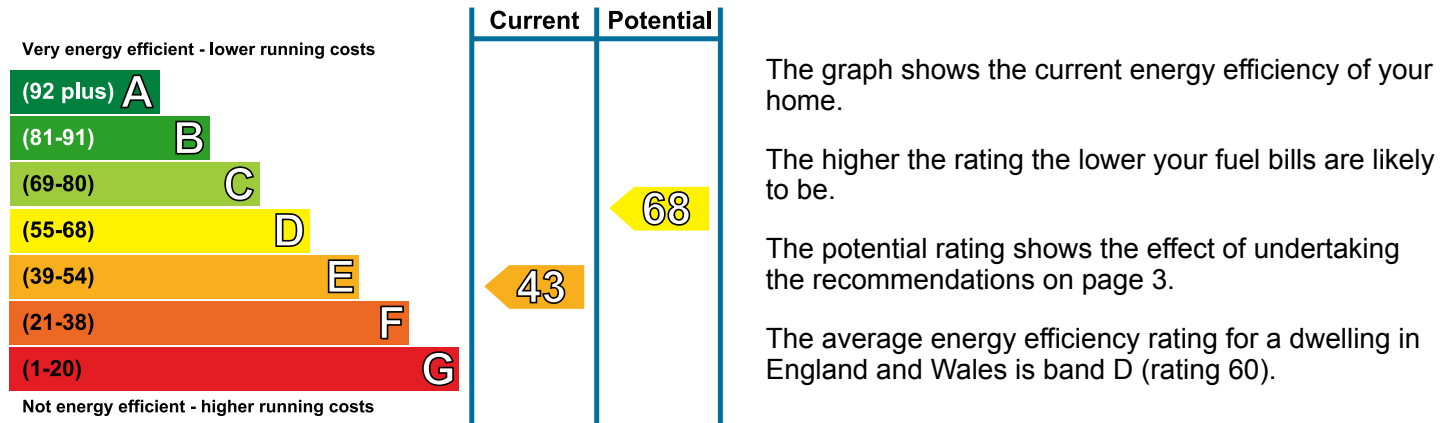 Current Potential
Very energy efficient - lower running costs
(92 plus) A
(81-91) B
(69-80) C
(55-68) D
(39-54) E
(21-38) F
(1-20) G
Not energy efficient - higher running costs
43
68
The graph shows the current energy efficiency of your
home.
The higher the rating the lower your fuel bills are likely
to be.
The potential rating shows the effect of undertaking
the recommendations on page 3.
The average energy efficiency rating for a dwelling in
England and Wales is band D (rating 60).